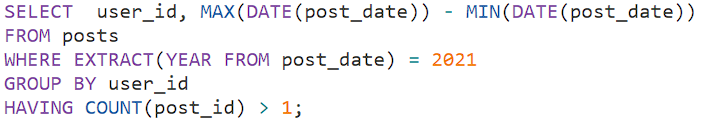 SELECT  user_id, MAX(DATE(post_date)) - MIN(DATE(post_date))
FROM posts
WHERE EXTRACT(YEAR FROM post_date) = 2021
GROUP BY user_id
HAVING COUNT(post_id) > 1;